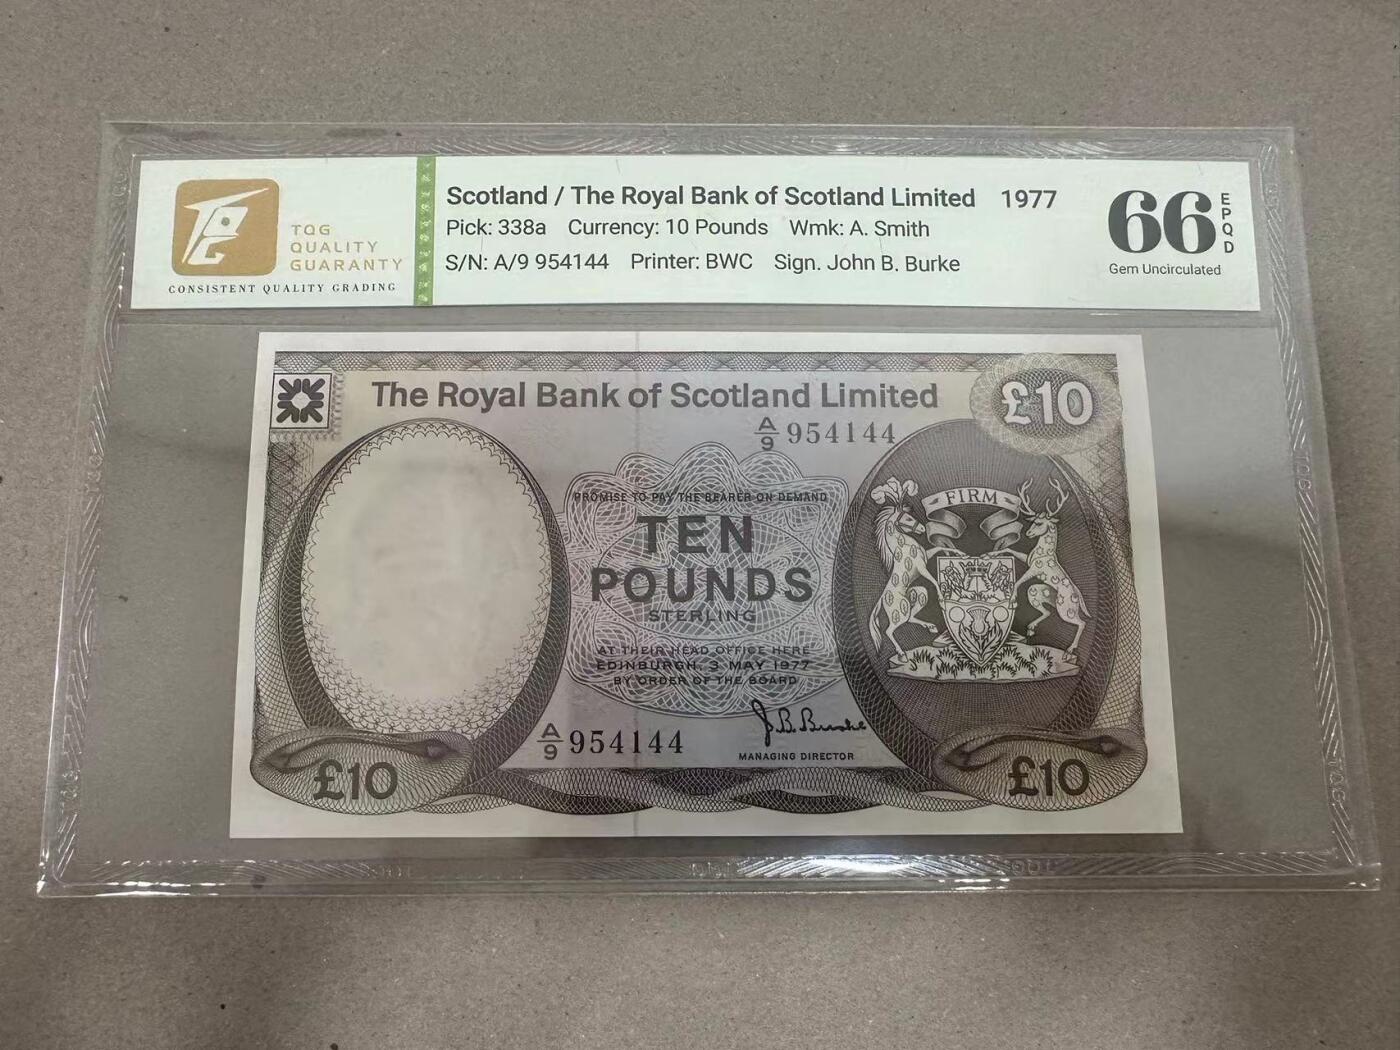 TQG
QUALITY
GUARANTY
CONSISTENT QUALITY GRADING
Scotland / The Royal Bank of Scotland Limited 1977
Pick: 338a Currency: 10 Pounds Wmk: A. Smith
S/N: A/9 954144 Printer: BWC Sign. John B. Burke
66 EPQD
Gem Uncirculated
The Royal Bank of Scotland Limited
£10
A/9 954144
FIRM
PROMISE TO PAY THE BEARER ON DEMAND
TEN
POUNDS
STERLING
AT THEIR HEAD OFFICE HERE
EDINBURGH, 3 MAY 1977
BY ORDER OF THE BOARD
J.B. Burke
A/9 954144
MANAGING DIRECTOR
£10
£10